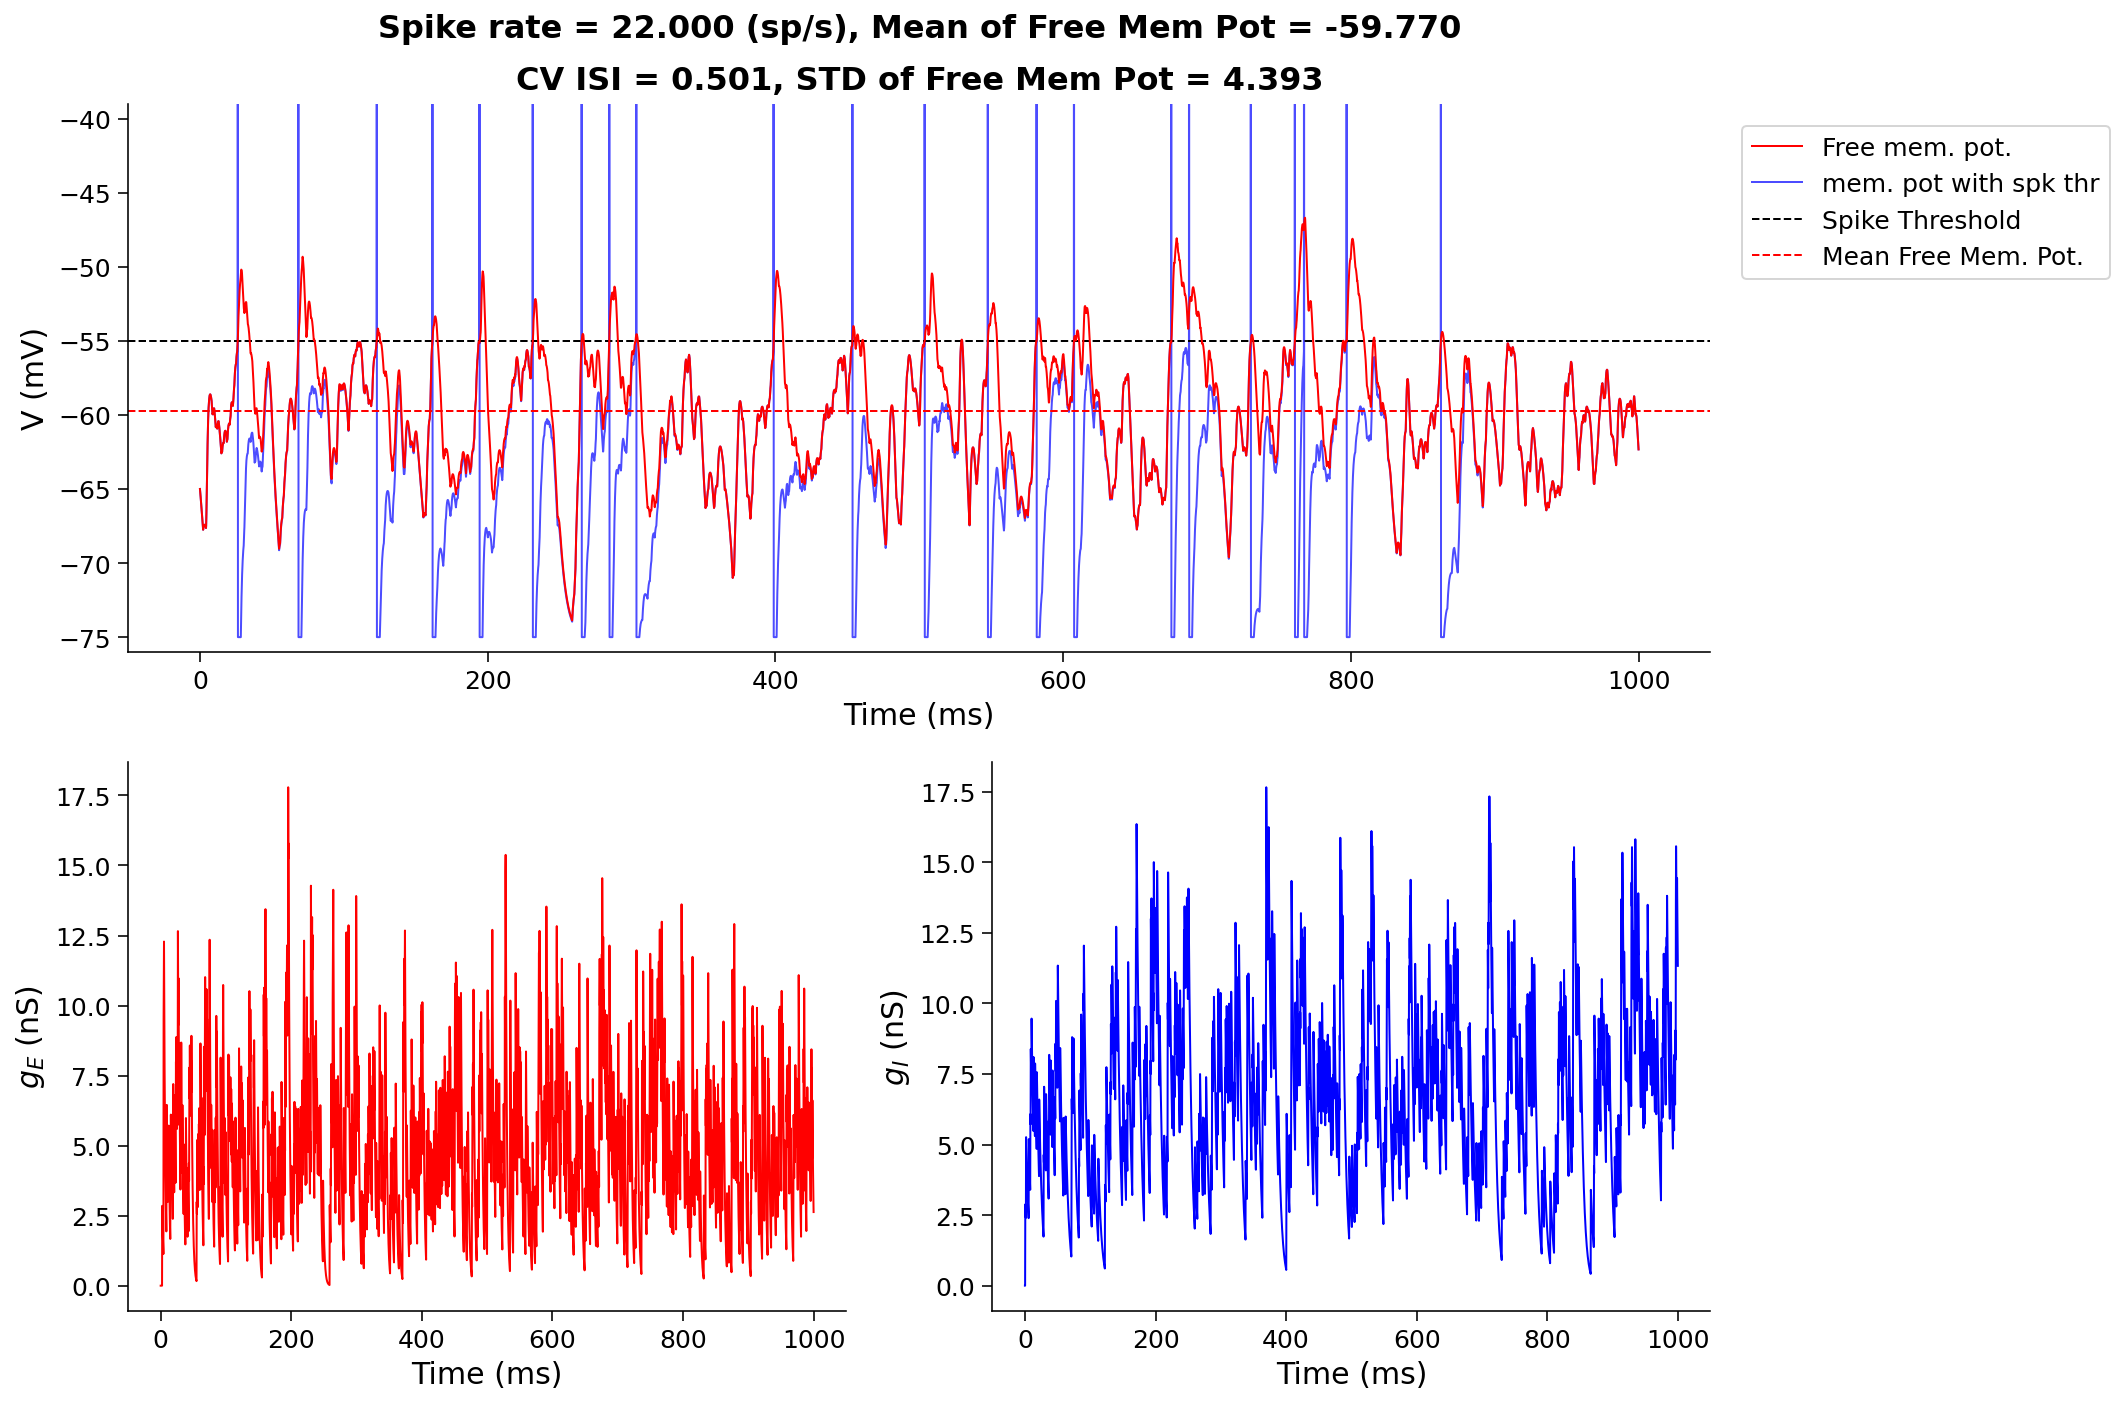 Spike rate = 22.000 (sp/s), Mean of Free Mem Pot = -59.770
CV ISI = 0.501, STD of Free Mem Pot = 4.393
−40
−45
−50
−55
−60
−65
−70
−75
V (mV)
0 200 400 600 800 1000
Time (ms)
Free mem. pot.
mem. pot with spk thr
Spike Threshold
Mean Free Mem. Pot.
17.5
15.0
12.5
10.0
7.5
5.0
2.5
0.0
gE (nS)
0 200 400 600 800 1000
Time (ms)
17.5
15.0
12.5
10.0
7.5
5.0
2.5
0.0
gI (nS)
0 200 400 600 800 1000
Time (ms)